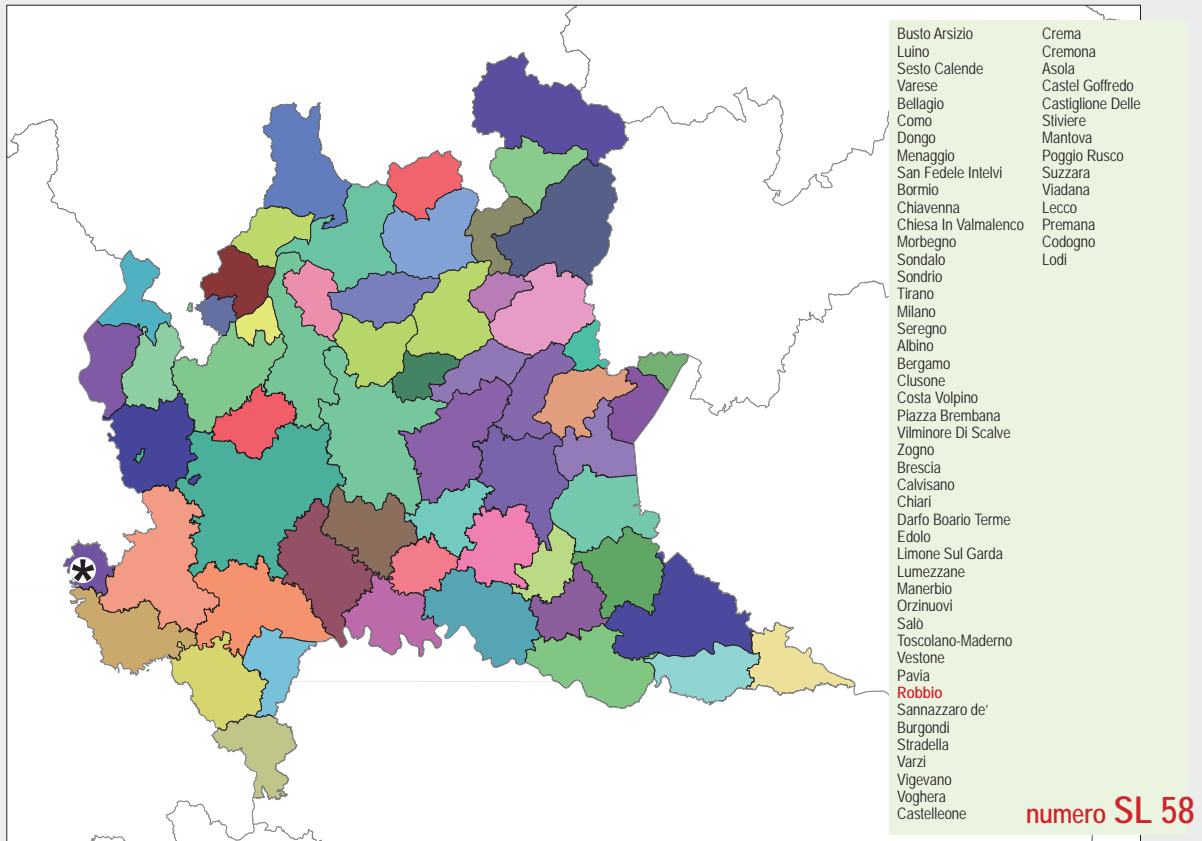 Busto Arsizio
Luino
Sesto Calende
Varese
Bellagio
Como
Dongo
Menaggio
San Fedele Intelvi
Bormio
Chiavenna
Chiesa In Valmalenco
Morbegno
Sondalo
Sondrio
Tirano
Milano
Seregno
Albino
Bergamo
Clusone
Costa Volpino
Piazza Brembana
Vilminore Di Scalve
Zogno
Brescia
Calvisano
Chiari
Darfo Boario Terme
Edolo
Limone Sul Garda
Lumezzane
Manerbio
Orzinuovi
Salò
Toscolano-Maderno
Vestone
Pavia
Robbio
Sannazzaro de'
Burgondi
Stradella
Varzi
Vigevano
Voghera
Castelleone
Crema
Cremona
Asola
Castel Goffredo
Castiglione Delle
Stiviere
Mantova
Poggio Rusco
Suzzara
Viadana
Lecco
Premana
Codogno
Lodi
numero SL 58
*